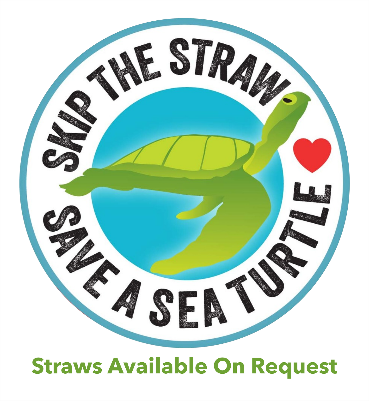 SKIP THE STRAW
SAVE A SEA TURTLE
Straws Available On Request